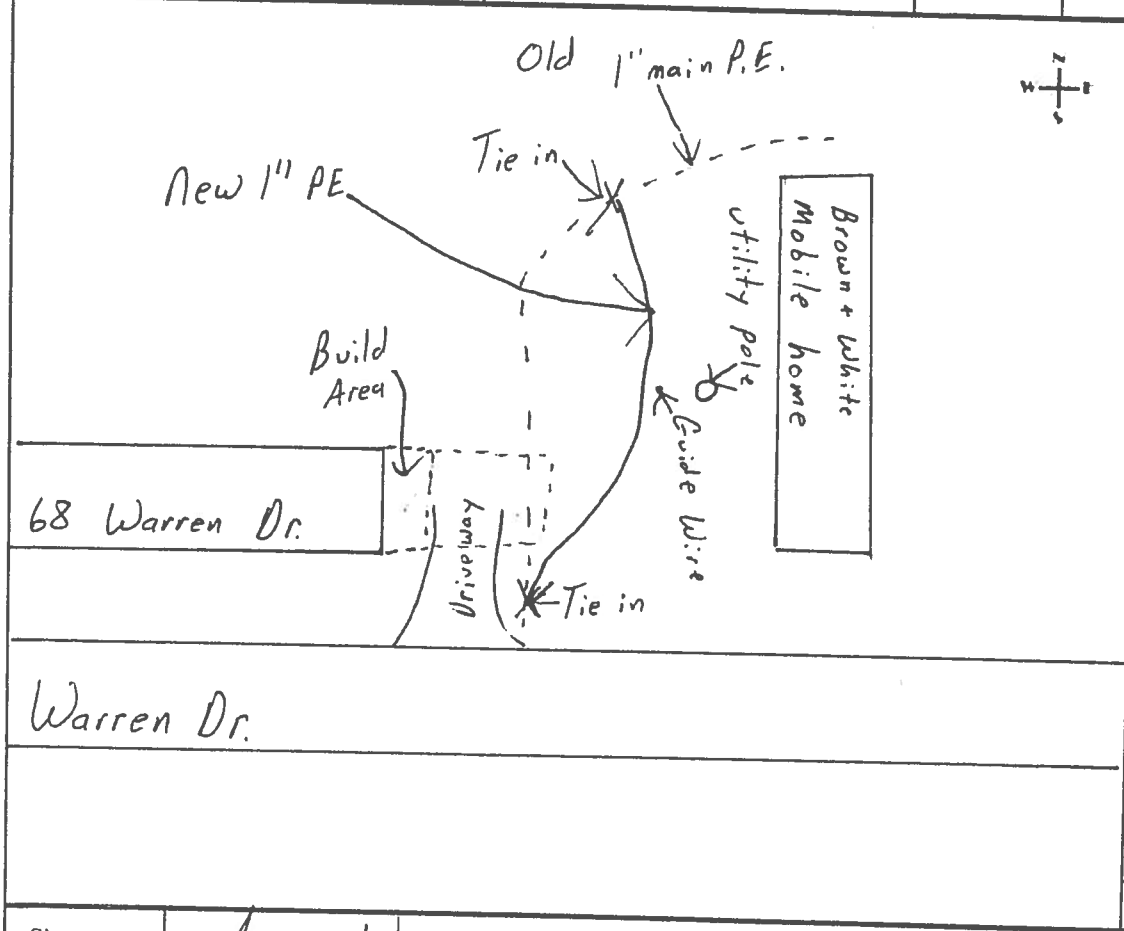 Old 1" main P.E.
Tie in
New 1" PE
utility pole
Brown + White
Mobile home
Build
Area
Guide Wire
68 Warren Dr.
Driveway
Tie in
Warren Dr.